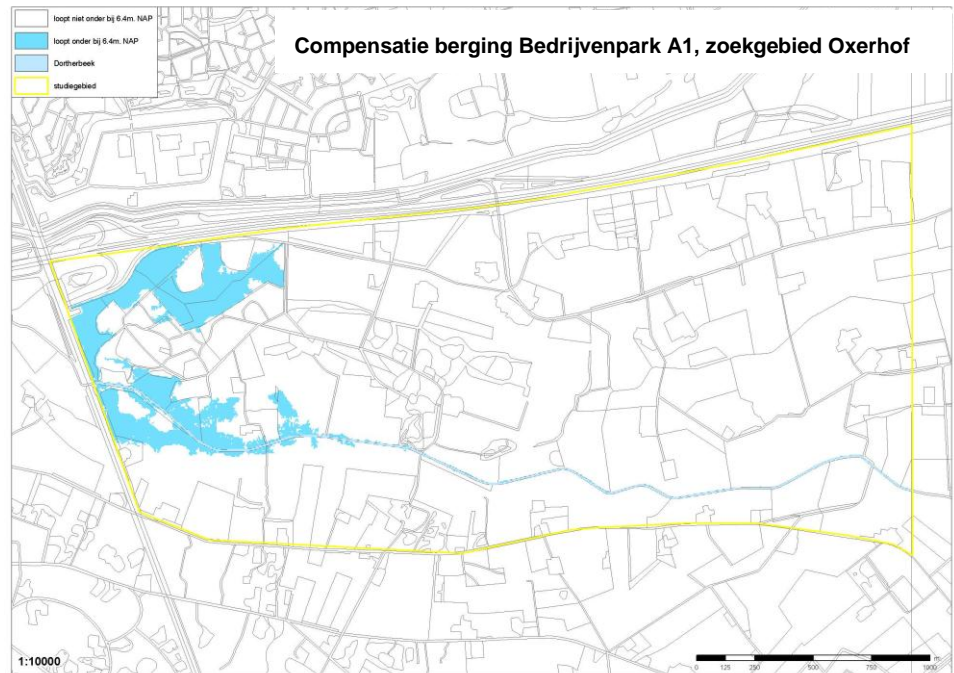 loopt niet onder bij 6.4m. NAP
loopt onder bij 6.4m. NAP
Dortherbeek
studiegebied
Compensatie berging Bedrijvenpark A1, zoekgebied Oxerhof
1:10000
m
0 125 250 500 750 1000